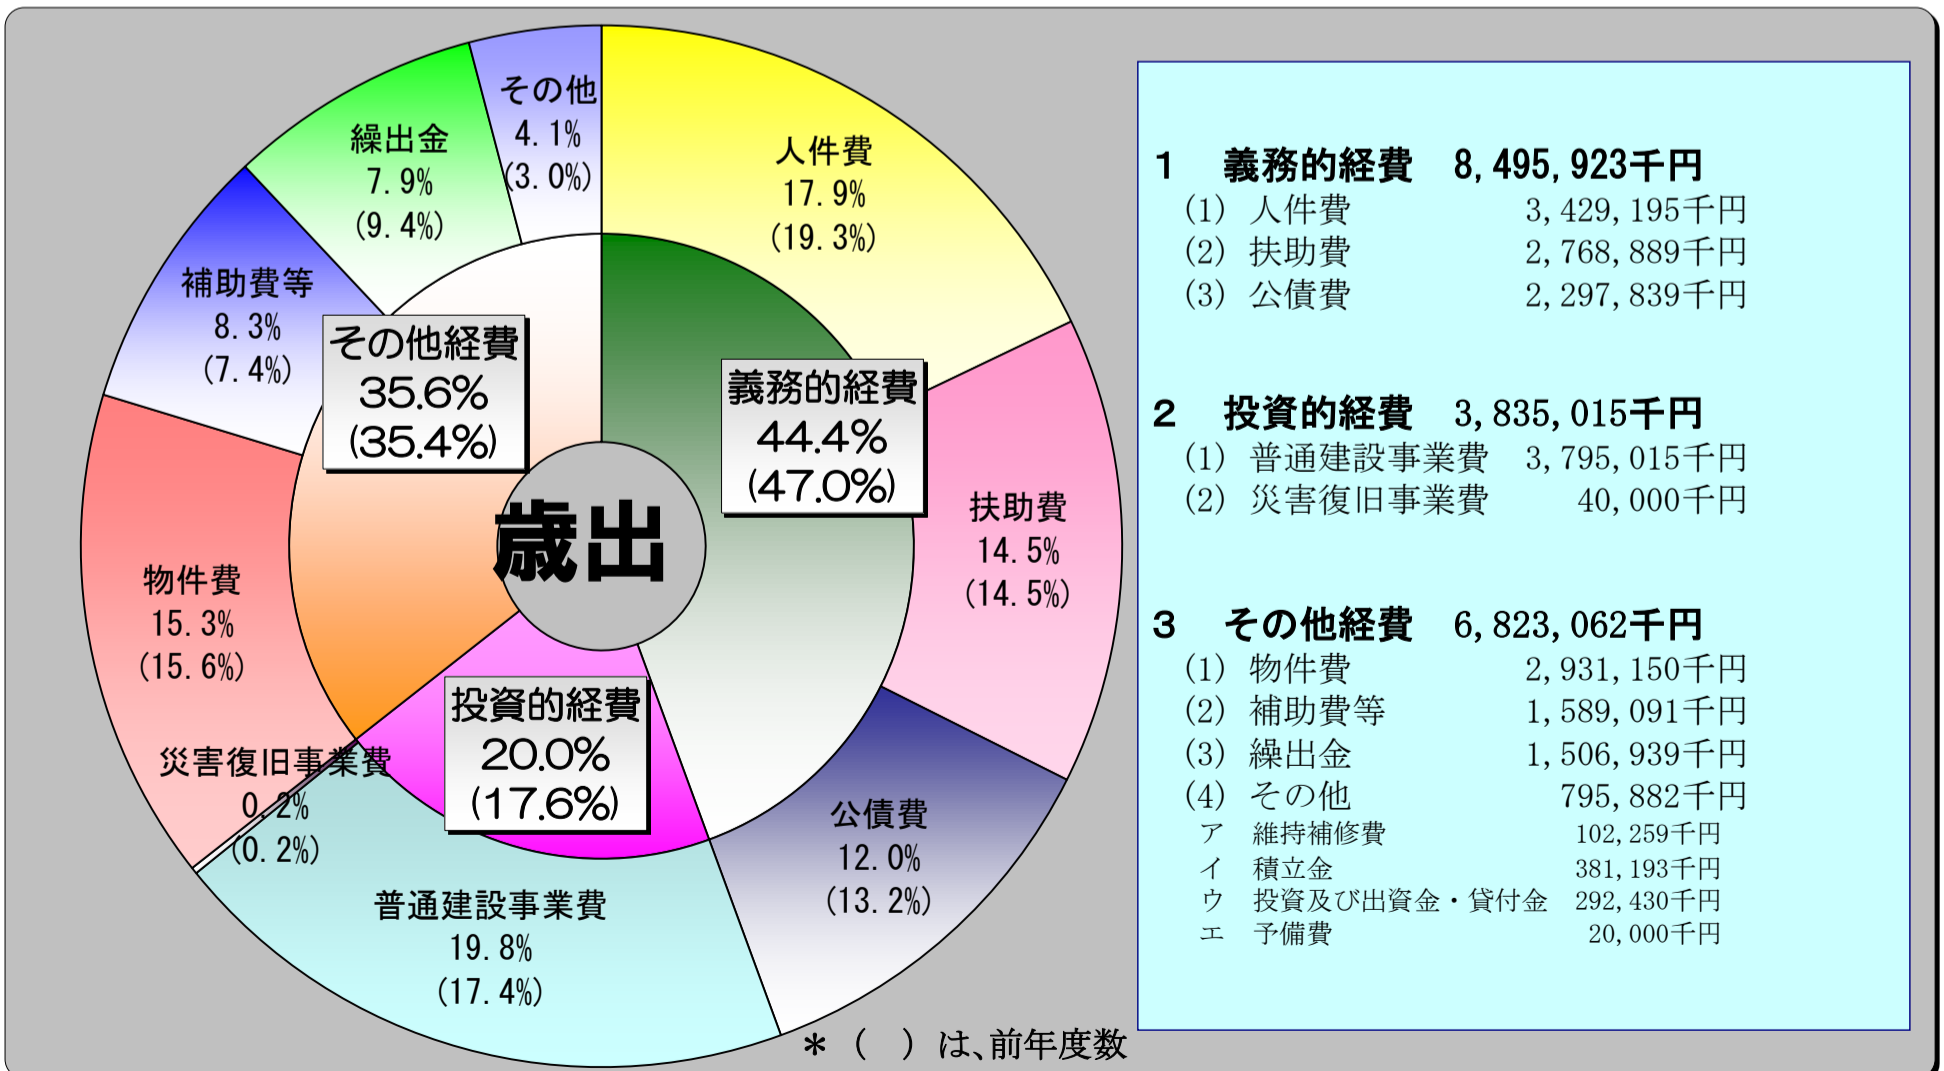 その他
4.1%
(3.0%)
繰出金
7.9%
(9.4%)
人件費
17.9%
(19.3%)
補助費等
8.3%
(7.4%)
その他経費
35.6%
(35.4%)
義務的経費
44.4%
(47.0%)
歳出
扶助費
14.5%
(14.5%)
物件費
15.3%
(15.6%)
投資的経費
20.0%
(17.6%)
災害復旧事業費
0.2%
(0.2%)
公債費
12.0%
(13.2%)
普通建設事業費
19.8%
(17.4%)
＊（　）は、前年度数
1　義務的経費　8,495,923千円
(1) 人件費　3,429,195千円
(2) 扶助費　2,768,889千円
(3) 公債費　2,297,839千円
2　投資的経費　3,835,015千円
(1) 普通建設事業費　3,795,015千円
(2) 災害復旧事業費　40,000千円
3　その他経費　6,823,062千円
(1) 物件費　2,931,150千円
(2) 補助費等　1,589,091千円
(3) 繰出金　1,506,939千円
(4) その他　795,882千円
ア　維持補修費　102,259千円
イ　積立金　381,193千円
ウ　投資及び出資金・貸付金　292,430千円
エ　予備費　20,000千円